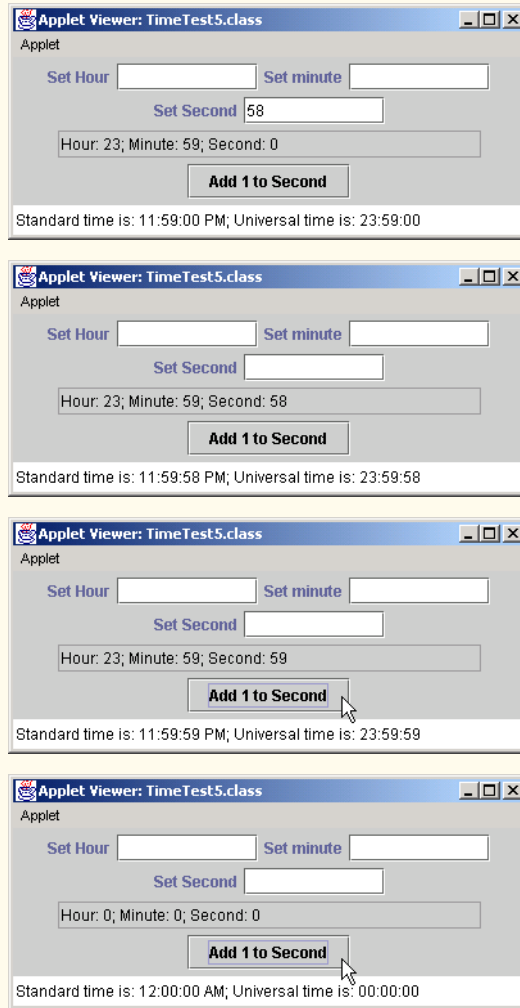 Applet Viewer: TimeTest5.class
Applet
Set Hour Set minute
Set Second 58
Hour: 23; Minute: 59; Second: 0
Add 1 to Second
Standard time is: 11:59:00 PM; Universal time is: 23:59:00
Applet Viewer: TimeTest5.class
Applet
Set Hour Set minute
Set Second
Hour: 23; Minute: 59; Second: 58
Add 1 to Second
Standard time is: 11:59:58 PM; Universal time is: 23:59:58
Applet Viewer: TimeTest5.class
Applet
Set Hour Set minute
Set Second
Hour: 23; Minute: 59; Second: 59
Add 1 to Second
Standard time is: 11:59:59 PM; Universal time is: 23:59:59
Applet Viewer: TimeTest5.class
Applet
Set Hour Set minute
Set Second
Hour: 0; Minute: 0; Second: 0
Add 1 to Second
Standard time is: 12:00:00 AM; Universal time is: 00:00:00